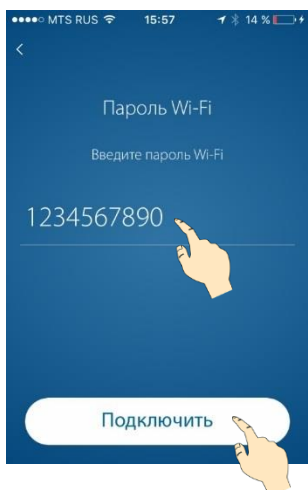 MTS RUS 15:57 14 %
Пароль Wi-Fi
Введите пароль Wi-Fi
1234567890
Подключить